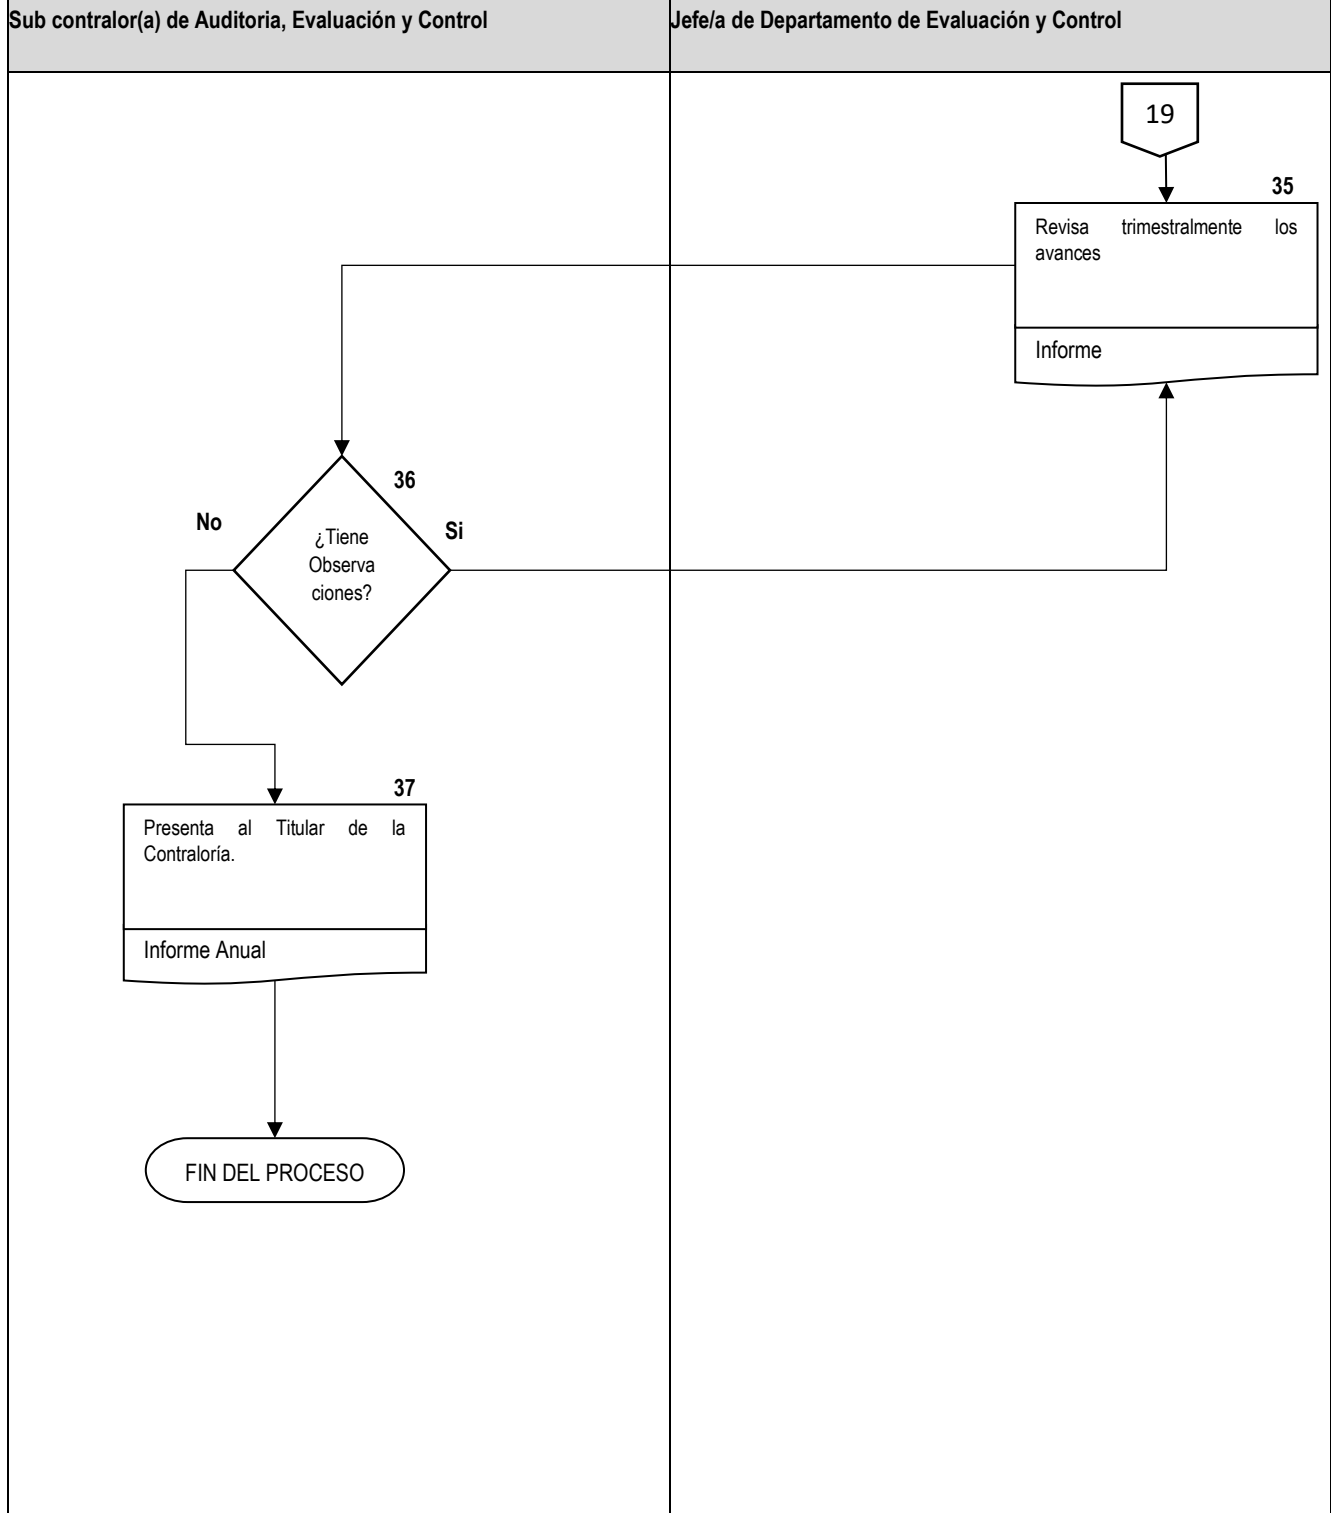 Sub contralor(a) de Auditoria, Evaluación y Control
Jefe/a de Departamento de Evaluación y Control
19
35
Revisa trimestralmente los
avances
Informe
36
No
Si
¿Tiene
Observa
ciones?
37
Presenta al Titular de la
Contraloría.
Informe Anual
FIN DEL PROCESO